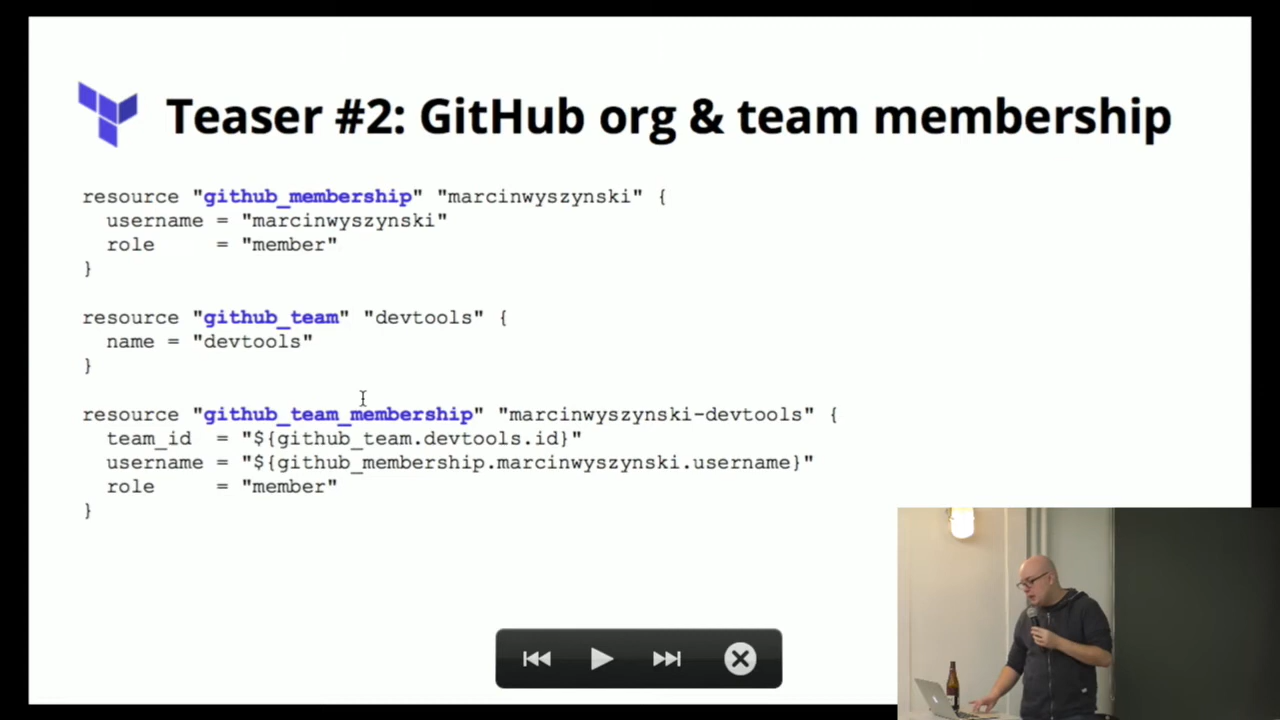 Teaser #2: GitHub org & team membership
resource "github_membership" "marcinwyszynski" {
  username = "marcinwyszynski"
  role     = "member"
}
resource "github_team" "devtools" {
  name = "devtools"
}
resource "github_team_membership" "marcinwyszynski-devtools" {
  team_id  = "${github_team.devtools.id}"
  username = "${github_membership.marcinwyszynski.username}"
  role     = "member"
}